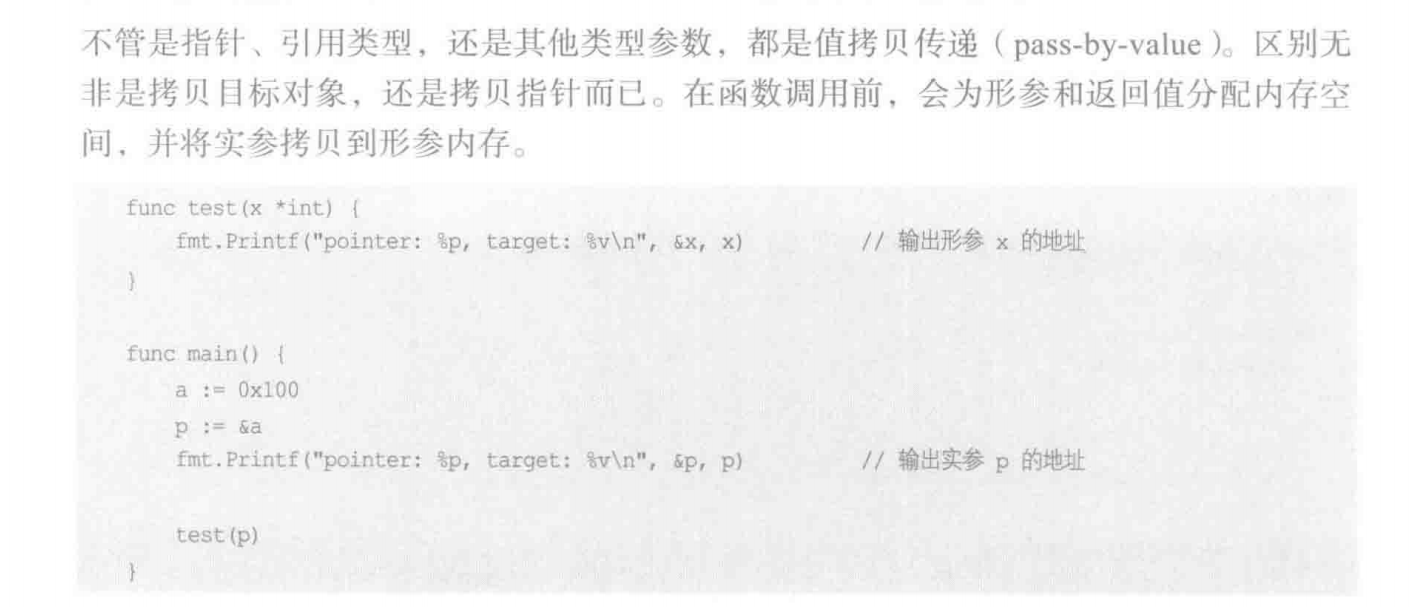 不管是指针、引用类型，还是其他类型参数，都是值拷贝传递（pass-by-value）。区别无
非是拷贝目标对象，还是拷贝指针而已。在函数调用前，会为形参和返回值分配内存空
间，并将实参拷贝到形参内存。
func test(x *int) {
    fmt.Printf("pointer: %p, target: %v\n", &x, x)          // 输出形参 x 的地址
}
func main() {
    a := 0x100
    p := &a
    fmt.Printf("pointer: %p, target: %v\n", &p, p)          // 输出实参 p 的地址
    test(p)
}